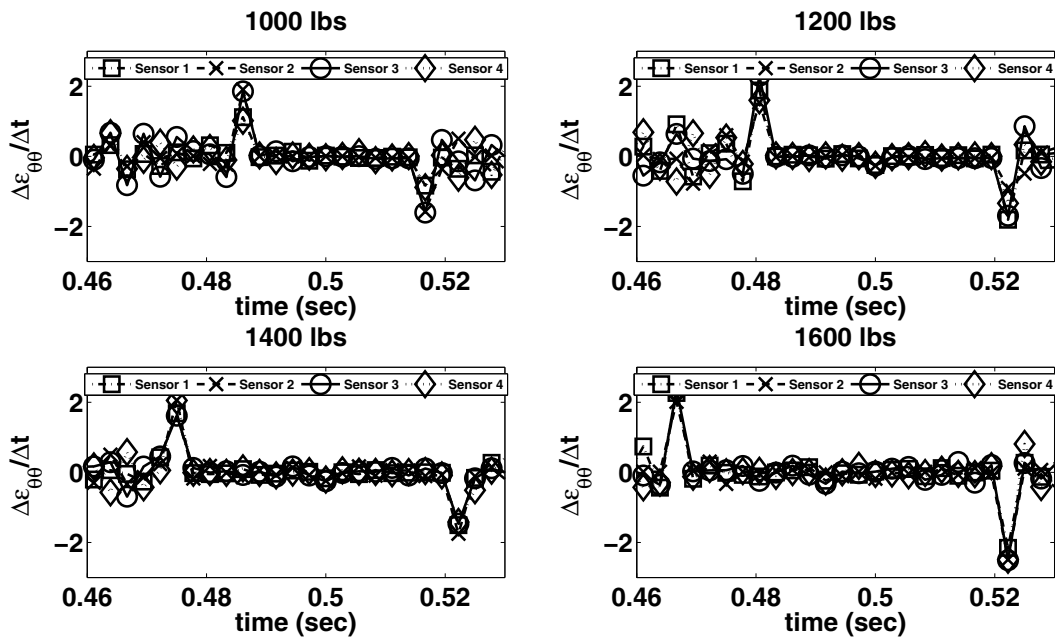 1000 lbs
Sensor 1 Sensor 2 Sensor 3 Sensor 4
2
0
−2
Δε_θθ/Δt
0.46 0.48 0.5 0.52
time (sec)
1200 lbs
Sensor 1 Sensor 2 Sensor 3 Sensor 4
2
0
−2
Δε_θθ/Δt
0.46 0.48 0.5 0.52
time (sec)
1400 lbs
Sensor 1 Sensor 2 Sensor 3 Sensor 4
2
0
−2
Δε_θθ/Δt
0.46 0.48 0.5 0.52
time (sec)
1600 lbs
Sensor 1 Sensor 2 Sensor 3 Sensor 4
2
0
−2
Δε_θθ/Δt
0.46 0.48 0.5 0.52
time (sec)